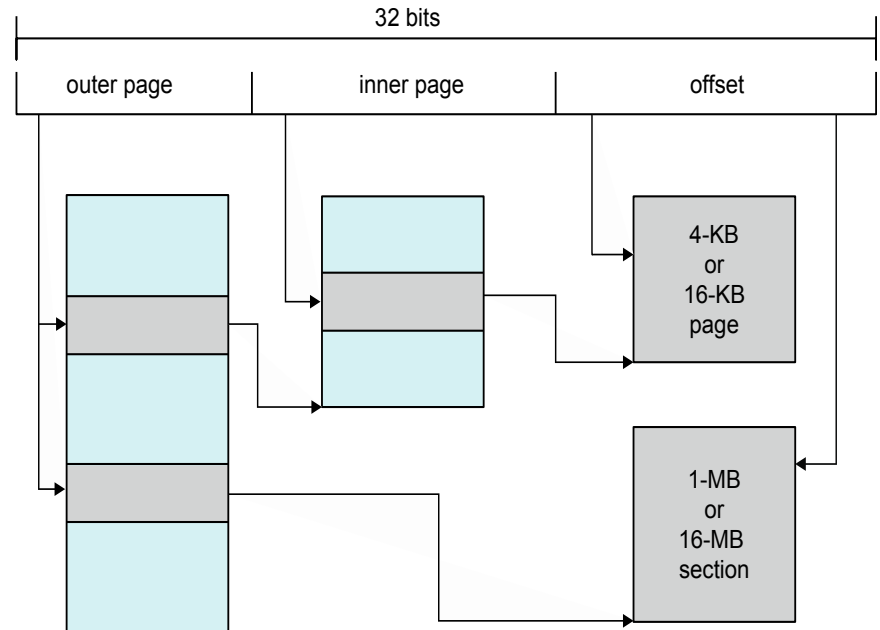 32 bits
outer page
inner page
offset
4-KB
or
16-KB
page
1-MB
or
16-MB
section